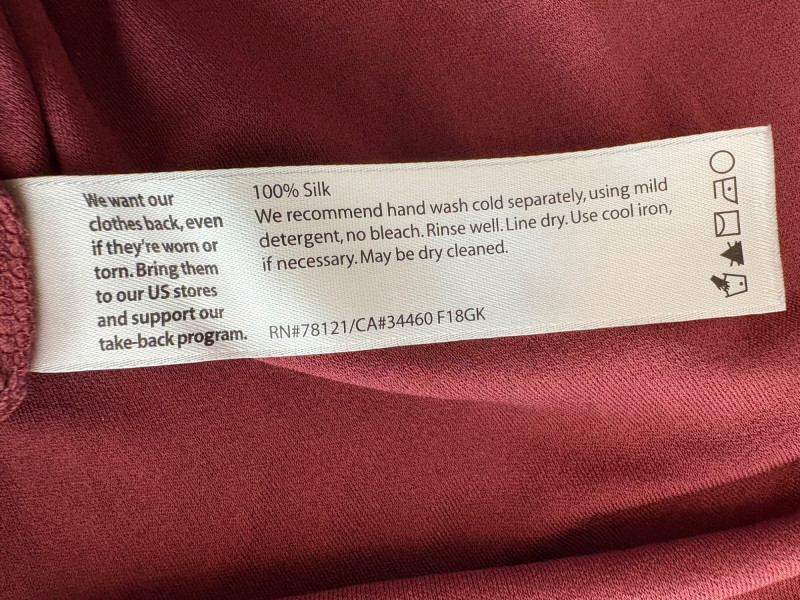 We want our
clothes back, even
if they're worn or
torn. Bring them
to our US stores
and support our
take-back program.
100% Silk
We recommend hand wash cold separately, using mild
detergent, no bleach. Rinse well. Line dry. Use cool iron,
if necessary. May be dry cleaned.
RN#78121/CA#34460 F18GK